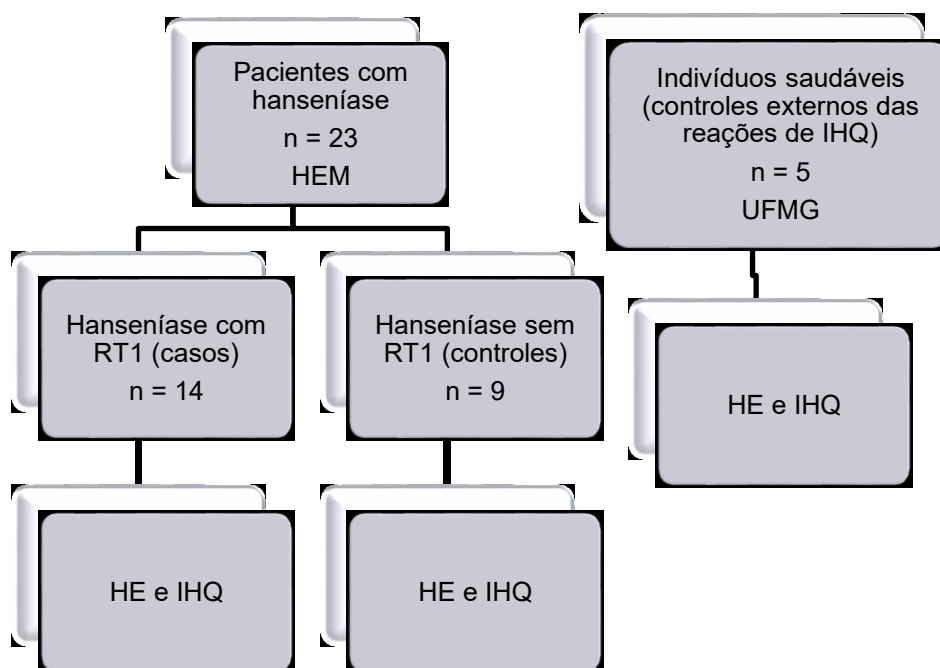 Pacientes com
hanseníase
n = 23
HEM
Indivíduos saudáveis
(controles externos das
reações de IHQ)
n = 5
UFMG
Hanseníase com
RT1 (casos)
n = 14
Hanseníase sem
RT1 (controles)
n = 9
HE e IHQ
HE e IHQ
HE e IHQ